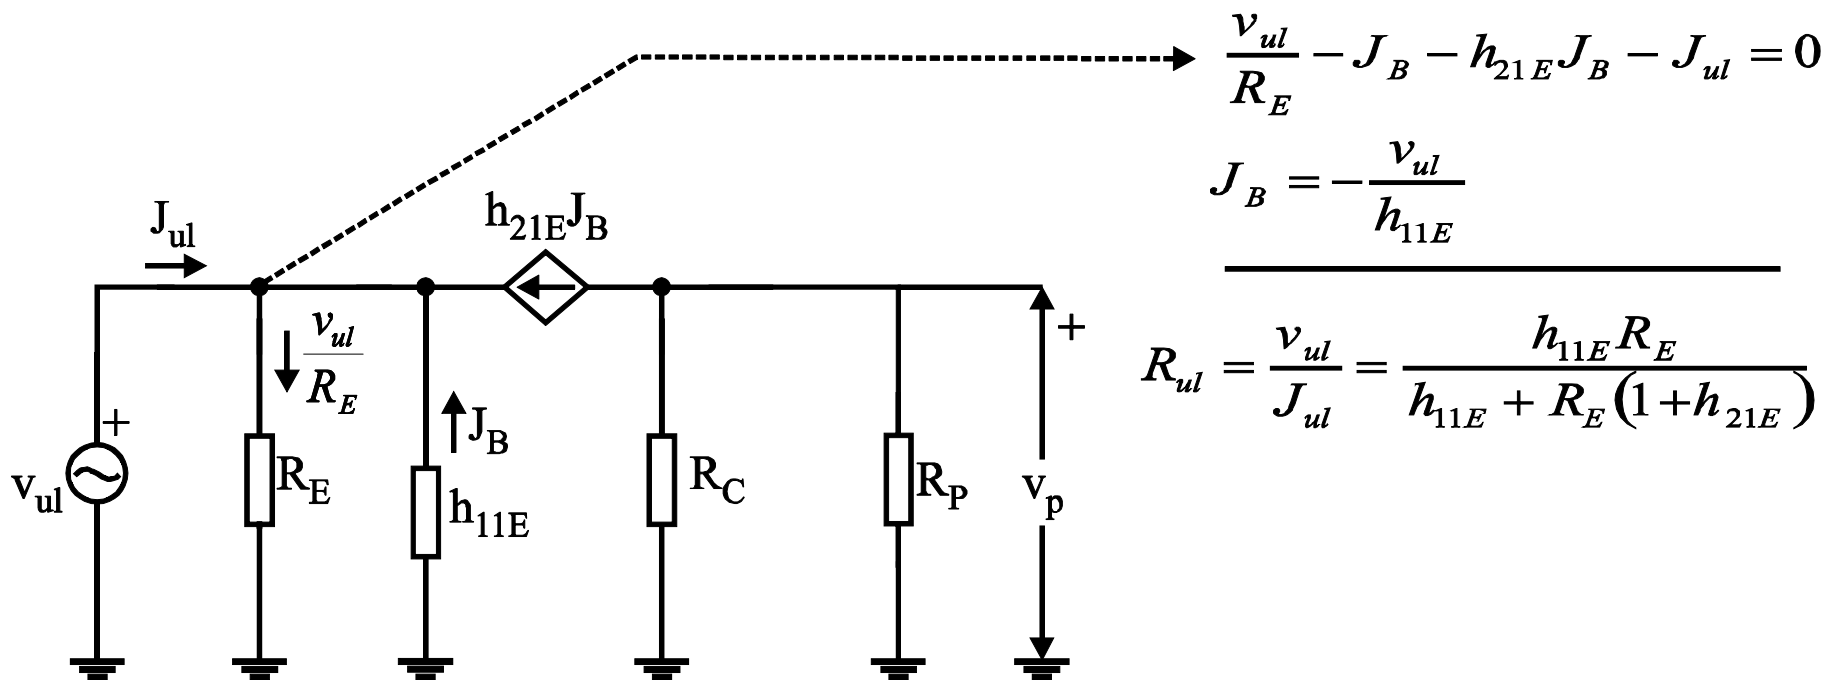 v_ul/R_E − J_B − h_21E J_B − J_ul = 0
J_B = − v_ul/h_11E
R_ul = v_ul/J_ul = h_11E R_E/(h_11E + R_E(1+h_21E))
J_ul
h_21E J_B
v_ul/R_E
+
+
J_B
v_ul
R_E
h_11E
R_C
R_P
v_p